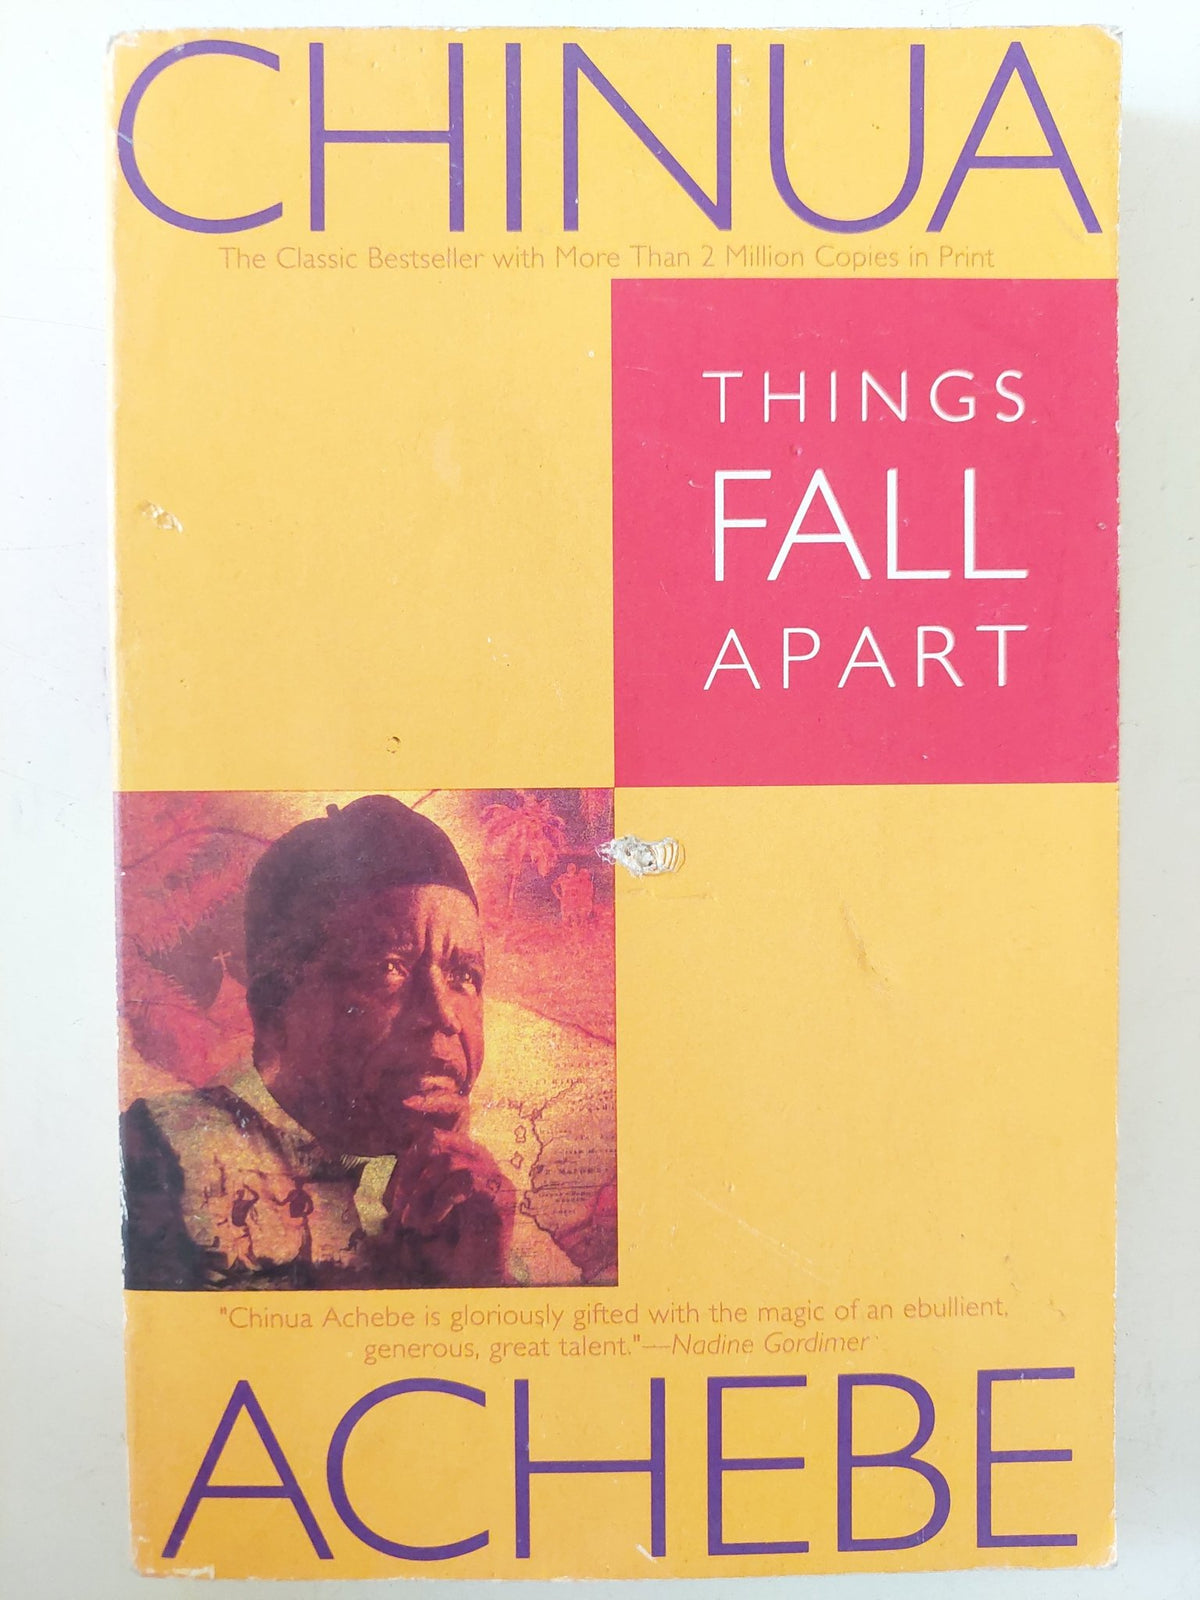 CHINUA
The Classic Bestseller with More Than 2 Million Copies in Print
THINGS
FALL
APART
"Chinua Achebe is gloriously gifted with the magic of an ebullient,
generous, great talent."—Nadine Gordimer
ACHEBE